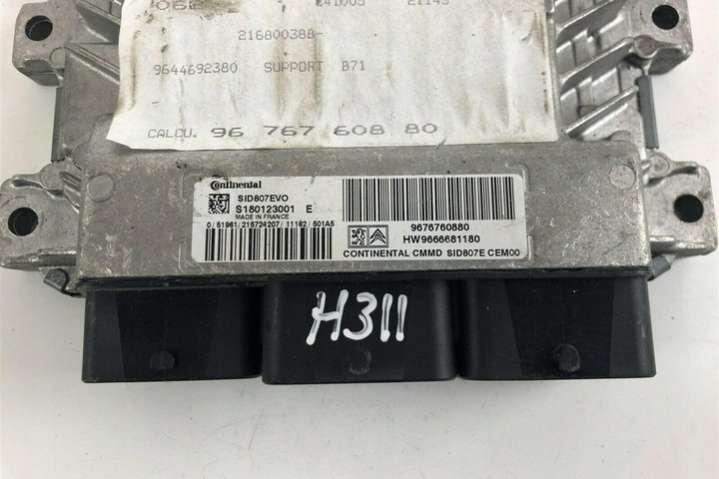 21143
216800388-
9644692380 SUPPORT B71
CALCU. 96 767 608 80
Continental
SID807EVO
S180123001 E
MADE IN FRANCE
9676760880
HW9666681180
CONTINENTAL CMMD SID807E CEM00
H311